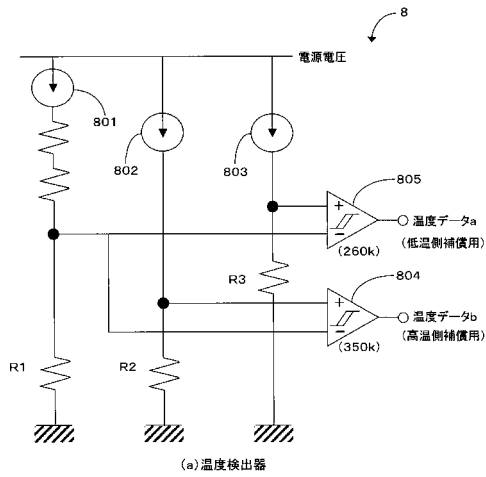 8
電源電圧
801
802
803
805
+
−
温度データa
(低温側補償用)
(260k)
804
R3
+
−
温度データb
(高温側補償用)
(350k)
R1
R2
(a)温度検出器